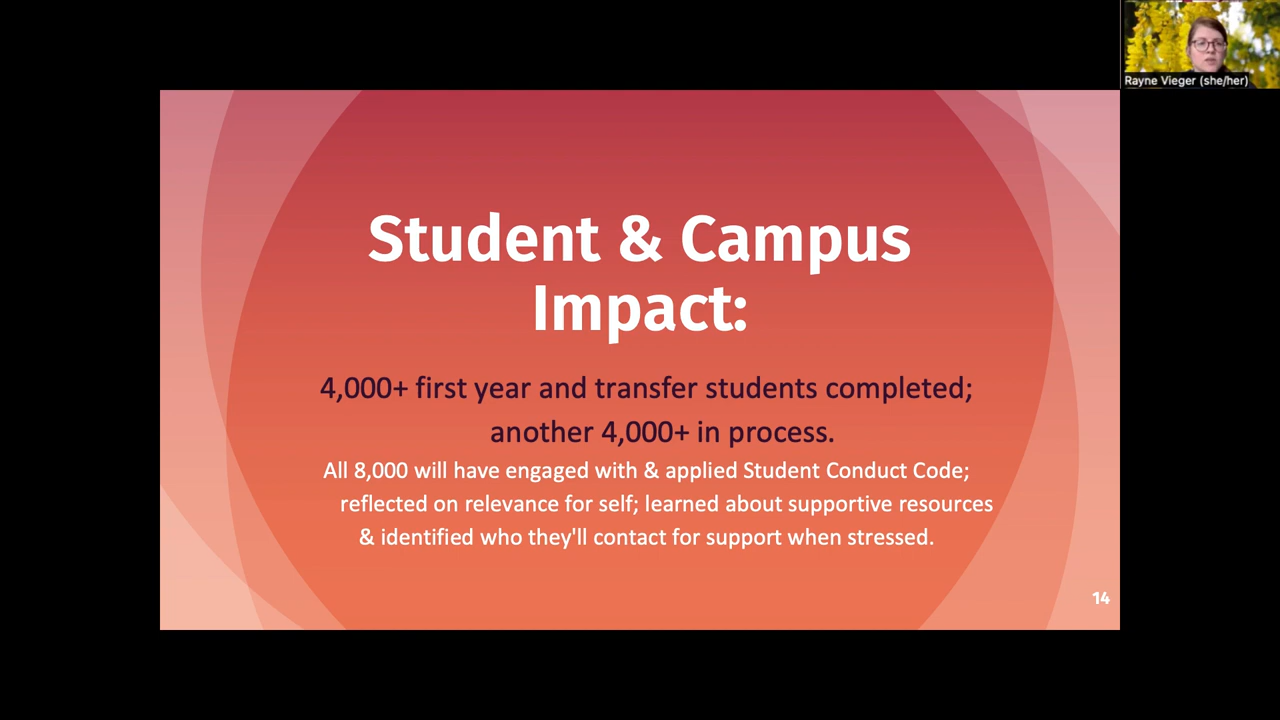 Rayne Vieger (she/her)
Student & Campus
Impact:
4,000+ first year and transfer students completed;
another 4,000+ in process.
All 8,000 will have engaged with & applied Student Conduct Code;
reflected on relevance for self; learned about supportive resources
& identified who they'll contact for support when stressed.
14